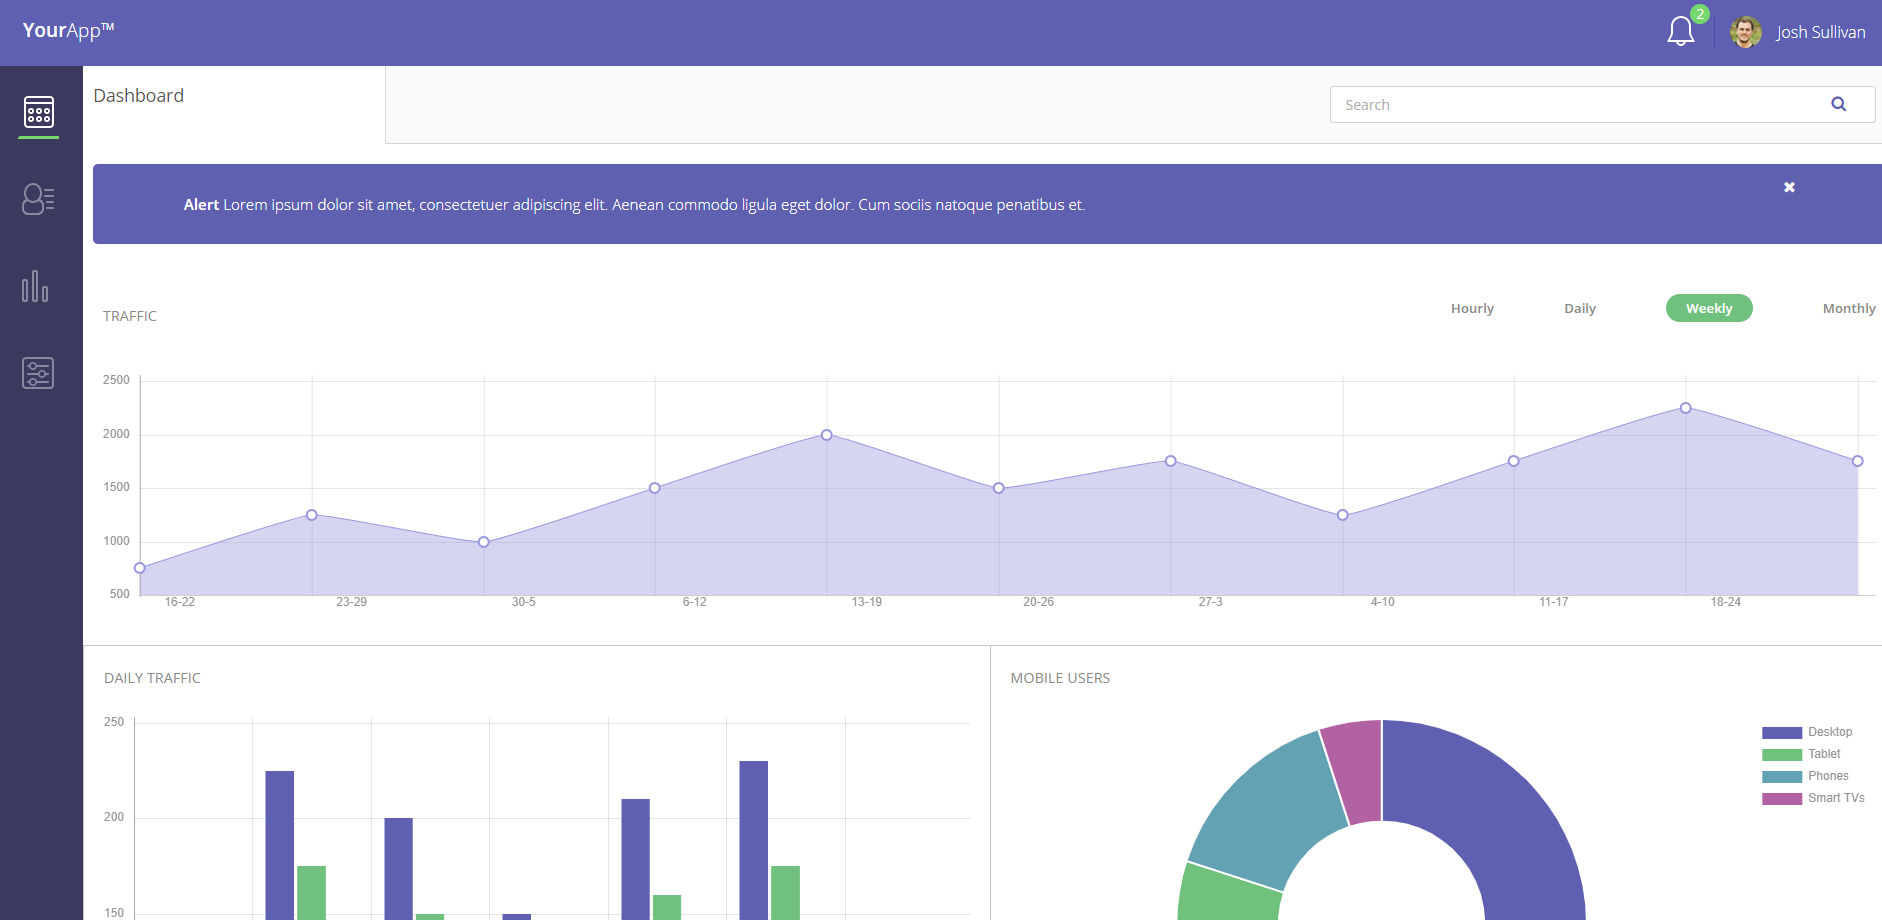 YourApp™
2
Josh Sullivan
Dashboard
Search
Alert Lorem ipsum dolor sit amet, consectetuer adipiscing elit. Aenean commodo ligula eget dolor. Cum sociis natoque penatibus et.
TRAFFIC
Hourly Daily Weekly Monthly
2500
2000
1500
1000
500
16-22 23-29 30-5 6-12 13-19 20-26 27-3 4-10 11-17 18-24
DAILY TRAFFIC
250
200
150
MOBILE USERS
Desktop
Tablet
Phones
Smart TVs